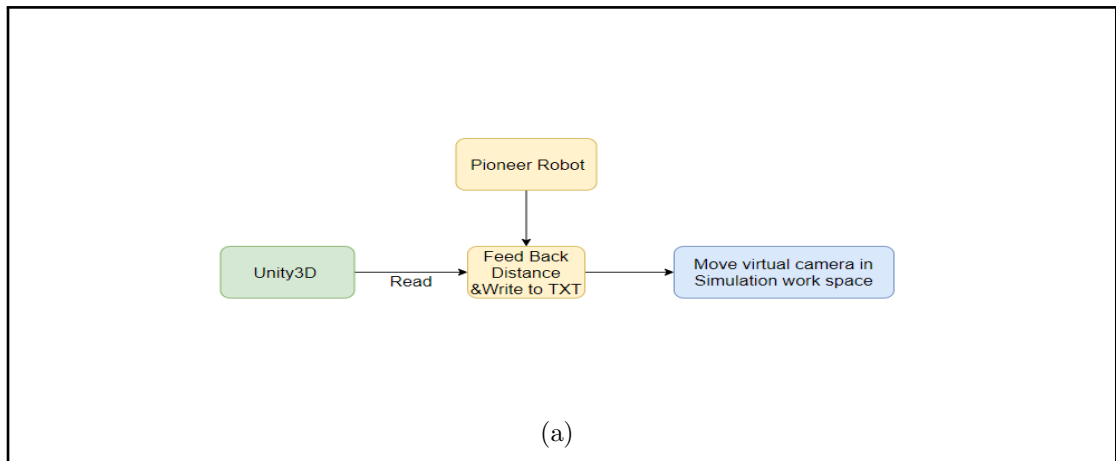 Pioneer Robot
Unity3D
Read
Feed Back
Distance
&Write to TXT
Move virtual camera in
Simulation work space
(a)